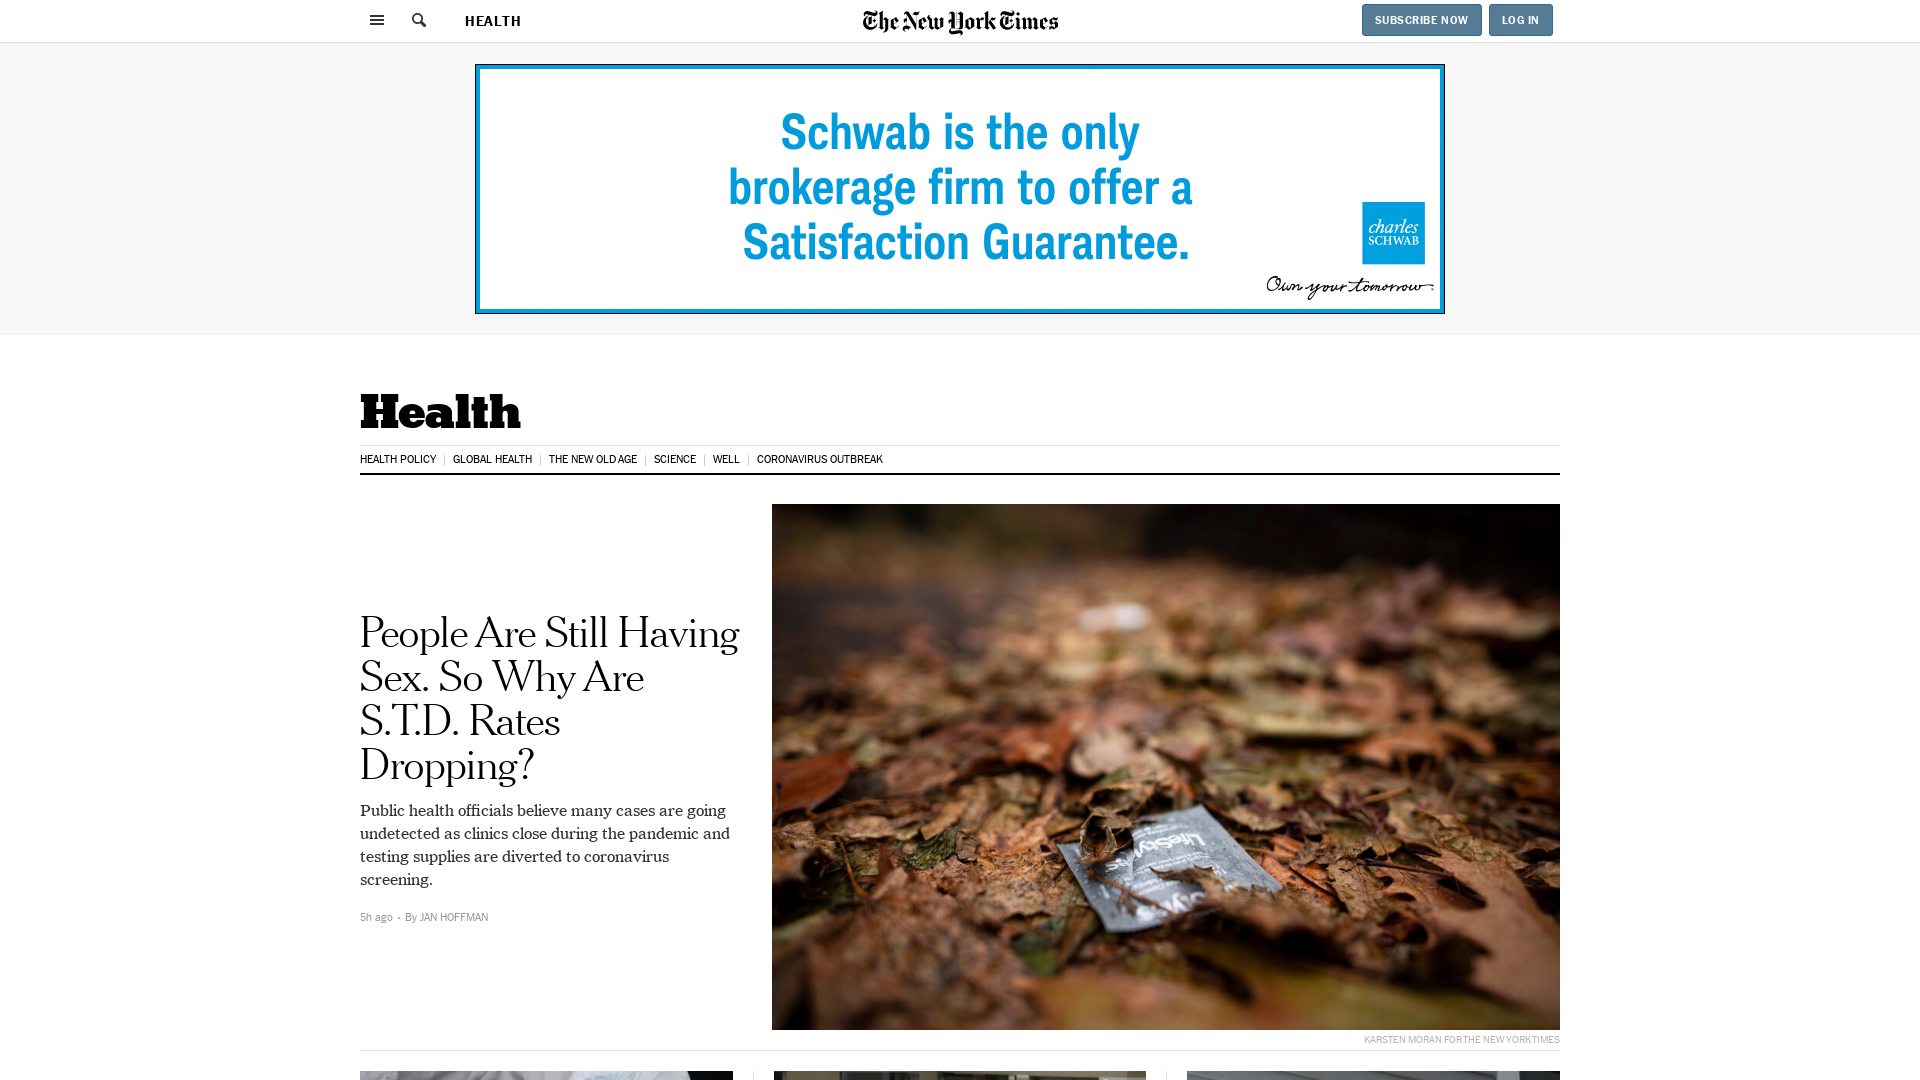 HEALTH
The New York Times
SUBSCRIBE NOW
LOG IN
Schwab is the only
brokerage firm to offer a
Satisfaction Guarantee.
charles
SCHWAB
Own your tomorrow.
Health
HEALTH POLICY
GLOBAL HEALTH
THE NEW OLD AGE
SCIENCE
WELL
CORONAVIRUS OUTBREAK
People Are Still Having
Sex. So Why Are
S.T.D. Rates
Dropping?
Public health officials believe many cases are going
undetected as clinics close during the pandemic and
testing supplies are diverted to coronavirus
screening.
5h ago • By JAN HOFFMAN
KARSTEN MORAN FOR THE NEW YORK TIMES